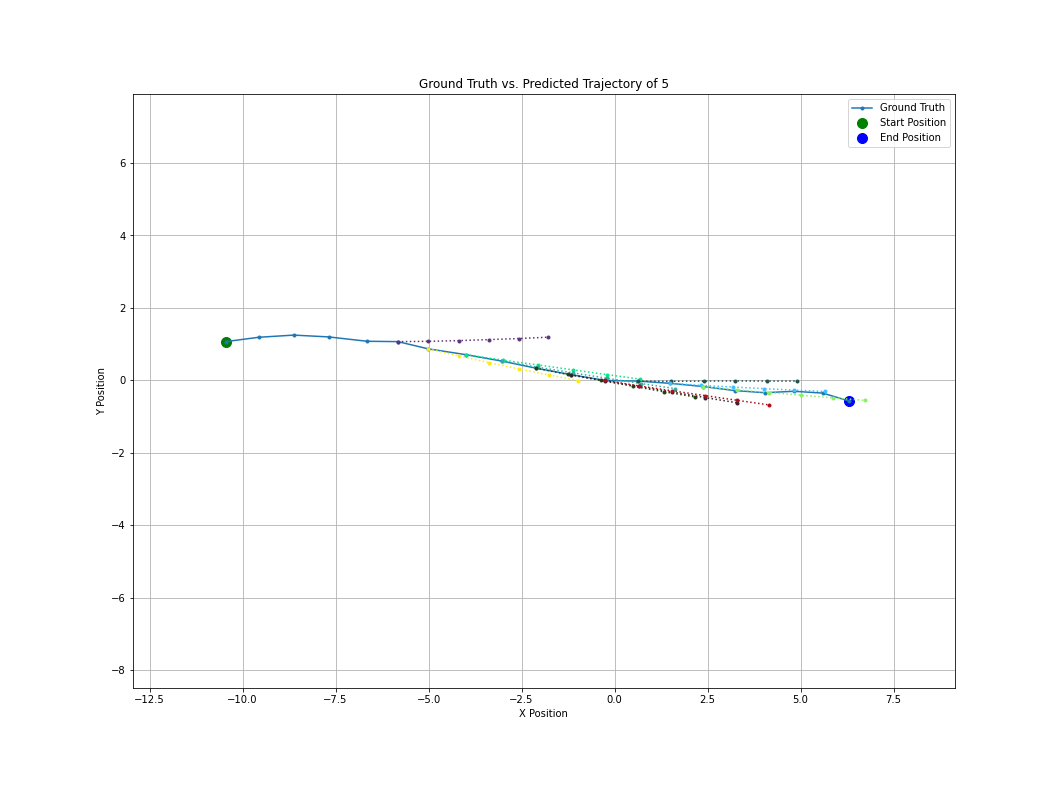 Ground Truth vs. Predicted Trajectory of 5
Ground Truth
Start Position
End Position
6
4
2
0
−2
−4
−6
−8
Y Position
−12.5 −10.0 −7.5 −5.0 −2.5 0.0 2.5 5.0 7.5
X Position